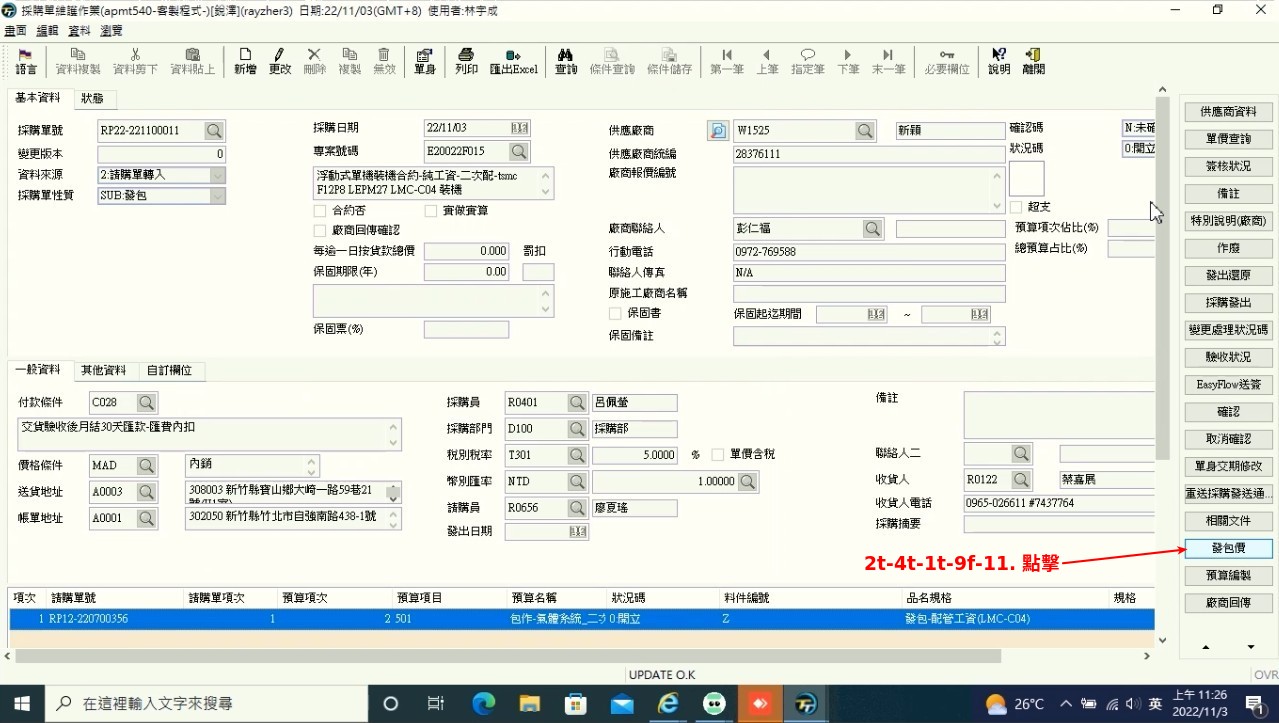 採購單維護作業(apmt540-客製程式-)[銳澤](rayzher3) 日期:22/11/03(GMT+8) 使用者:林宇成
畫面 編輯 資料 瀏覽
語言 資料複製 資料剪下 資料貼上 新增 更改 刪除 複製 無效 單身 列印 匯出Excel 查詢 條件查詢 條件儲存 第一筆 上筆 指定筆 下筆 末一筆 必要欄位 說明 離開
基本資料 狀態
採購單號 RP22-221100011
變更版本 0
資料來源 2:請購單轉入
採購單性質 SUB:發包
採購日期 22/11/03
專案號碼 E20022F015
浮動式單機裝機合約-純工資-二次配-tsmc
F12P8 LEPM27 LMC-C04 裝機
合約否 實做實算
廠商回傳確認
每逾一日按貨款總價 0.000 罰扣
保固期限(年) 0.00
保固票(%)
供應廠商 W1525 新穎
供應廠商統編 28376111
廠商報價編號
廠商聯絡人 彭仁福
行動電話 0972-769588
聯絡人傳真 N/A
原施工廠商名稱
保固書 保固起迄期間 ~
保固備註
確認碼 N:未確
狀況碼 0:開立
超支
預算項次佔比(%)
總預算占比(%)
一般資料 其他資料 自訂欄位
付款條件 C028
交貨驗收後月結30天匯款-匯費內扣
價格條件 MAD 內銷
送貨地址 A0003 308003 新竹縣寶山鄉大崎一路59巷21
帳單地址 A0001 302050 新竹縣竹北市自強南路438-1號
採購員 R0401 呂佩螢
採購部門 D100 採購部
稅別稅率 T301 5.0000 % 單價含稅
幣別匯率 NTD 1.00000
請購員 R0656 廖夏瑤
發出日期
備註
聯絡人二
收貨人 R0122 蔡嘉展
收貨人電話 0965-026611 #7437764
採購摘要
2t-4t-1t-9f-11. 點擊
項次 請購單號 請購單項次 預算項次 預算項目 預算名稱 狀況碼 料件編號 品名規格 規格
1 RP12-220700356 1 2 501 包作-氣體系統_二次 0:開立 Z 發包-配管工資(LMC-C04)
供應商資料
單價查詢
簽核狀況
備註
特別說明(廠商)
作廢
發出還原
採購發出
變更處理狀況碼
驗收狀況
EasyFlow送簽
確認
取消確認
單身交期修改
重送採購發送通...
相關文件
發包價
預算編製
廠商回傳
UPDATE O.K
OVR
在這裡輸入文字來搜尋
26°C
英
上午 11:26
2022/11/3
1